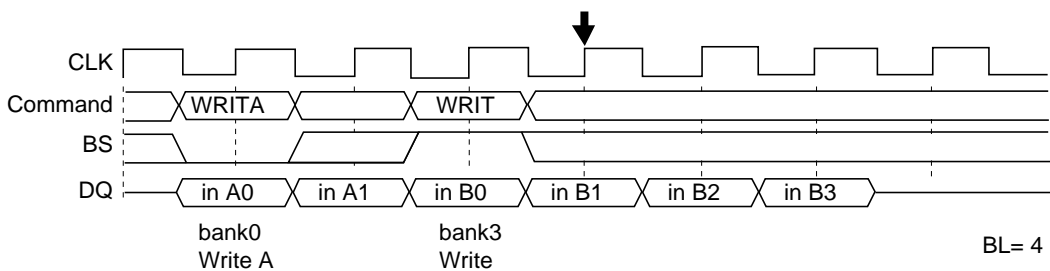 CLK
Command WRITA WRIT
BS
DQ in A0 in A1 in B0 in B1 in B2 in B3
bank0 bank3
Write A Write
BL= 4